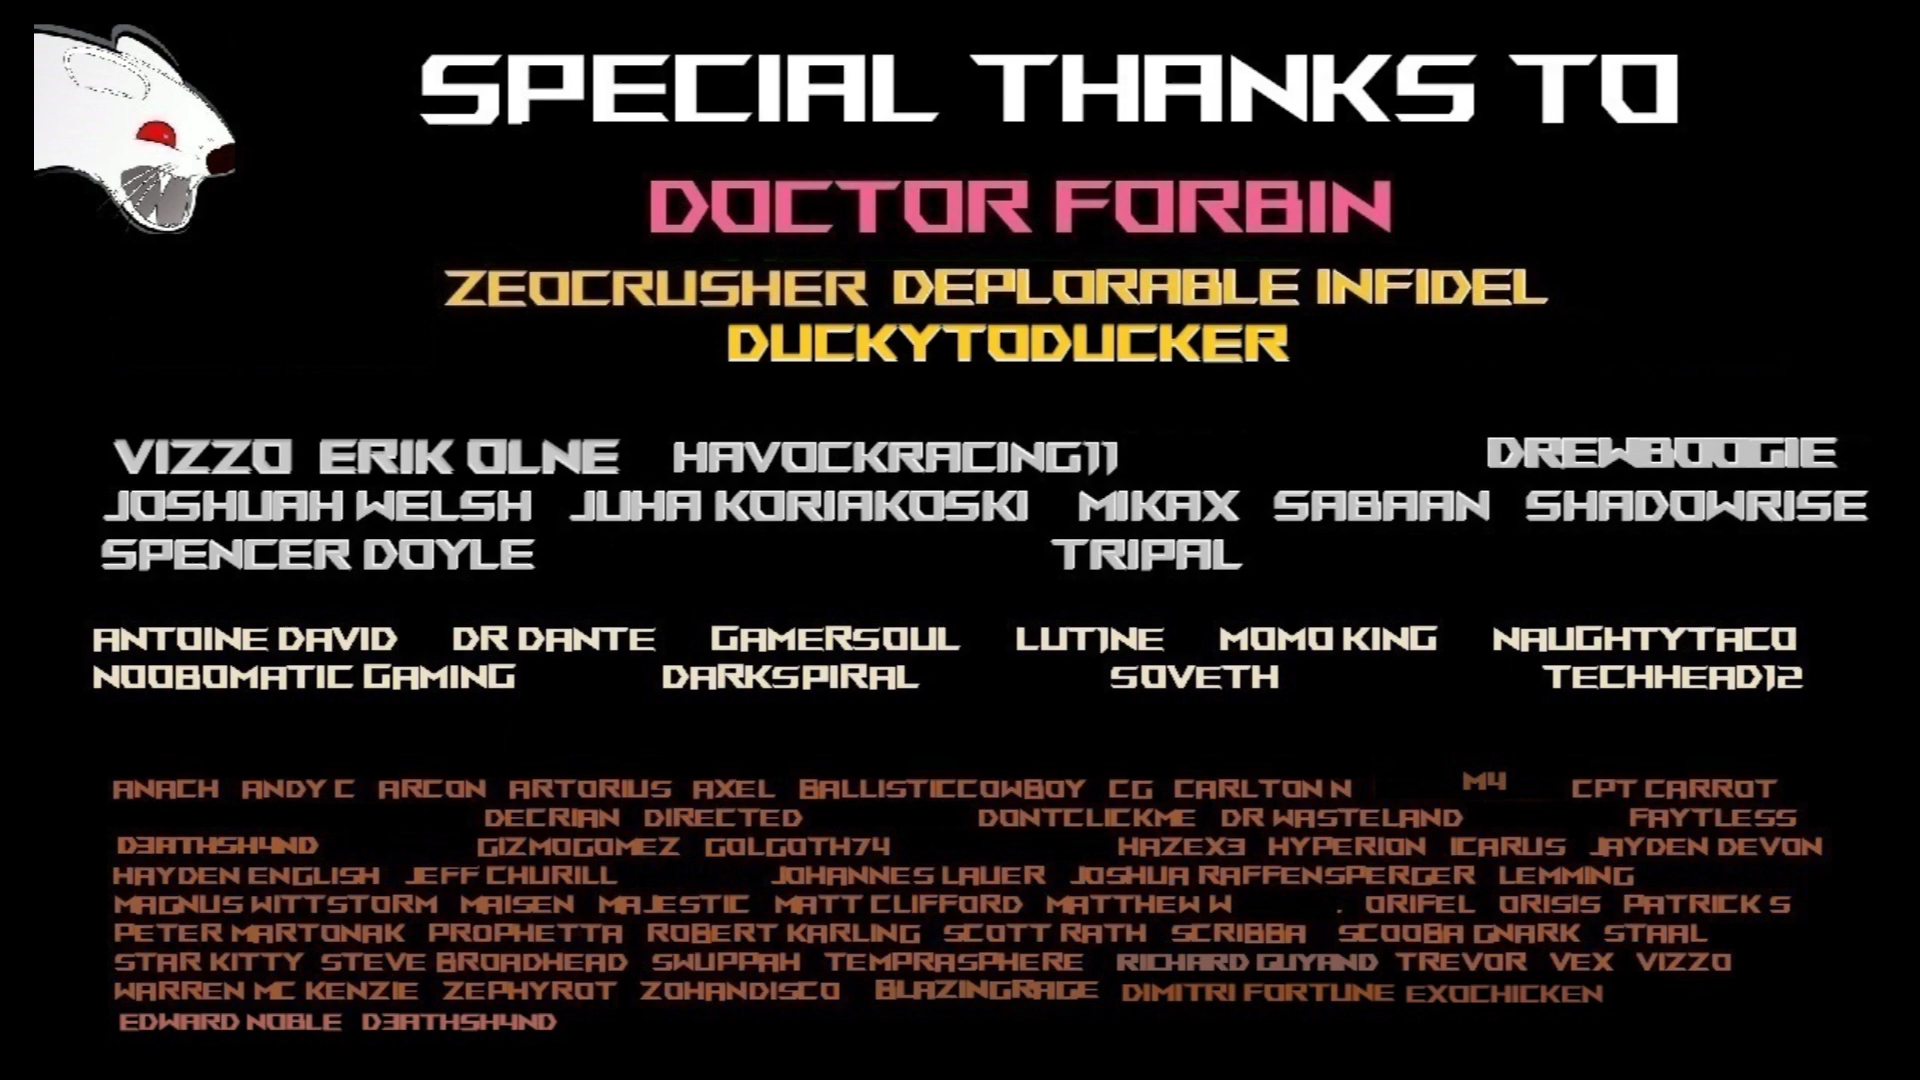 SPECIAL THANKS TO
DOCTOR FORBIN
ZEOCRUSHER DEPLORABLE INFIDEL
DUCKYTODUCKER
VIZZO ERIK OLNE HAVOCKRACING11 DREWBOOGIE
JOSHUAH WELSH JUHA KORIAKOSKI MIKAX SABAAN SHADOWRISE
SPENCER DOYLE TRIPAL
ANTOINE DAVID DR DANTE GAMERSOUL LUT1NE MOMO KING NAUGHTYTACO
NOOBOMATIC GAMING DARKSPIRAL SOVETH TECHHEAD12
ANACH ANDY C ARCON ARTORIUS AXEL BALLISTICCOWBOY CG CARLTON N M4 CPT CARROT
DECRIAN DIRECTED DONTCLICKME DR WASTELAND FAYTLESS
D3ATHSH4ND GIZMOGOMEZ GOLGOTH74 HAZEX3 HYPERION ICARUS JAYDEN DEVON
HAYDEN ENGLISH JEFF CHURILL JOHANNES LAUER JOSHUA RAFFENSPERGER LEMMING
MAGNUS WITTSTORM MAISEN MAJESTIC MATT CLIFFORD MATTHEW W . ORIFEL ORISIS PATRICK S
PETER MARTONAK PROPHETTA ROBERT KARLING SCOTT RATH SCRIBBA SCOOBA GNARK STAAL
STAR KITTY STEVE BROADHEAD SWUPPAH TEMPRASPHERE RICHARD GUYAND TREVOR VEX VIZZO
WARREN MC KENZIE ZEPHYROT ZOHANDISCO BLAZINGRAGE DIMITRI FORTUNE EXOCHICKEN
EDWARD NOBLE D3ATHSH4ND